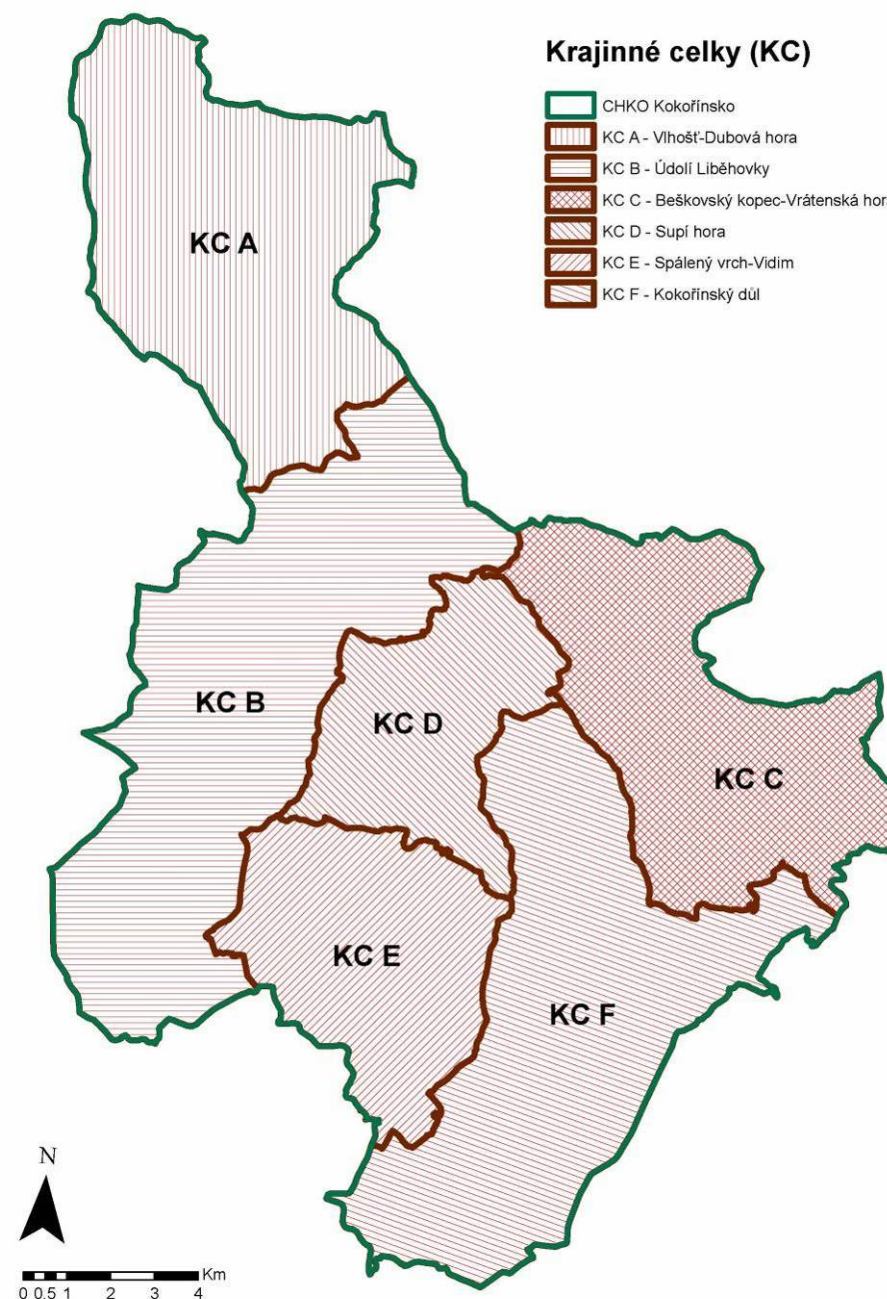 Krajinné celky (KC)
CHKO Kokořínsko
KC A - Vlhošť-Dubová hora
KC B - Údolí Liběhovky
KC C - Beškovský kopec-Vrátenská hora
KC D - Supí hora
KC E - Spálený vrch-Vidim
KC F - Kokořínský důl
KC A
KC B
KC D
KC C
KC E
KC F
N
Km
0 0.5 1 2 3 4